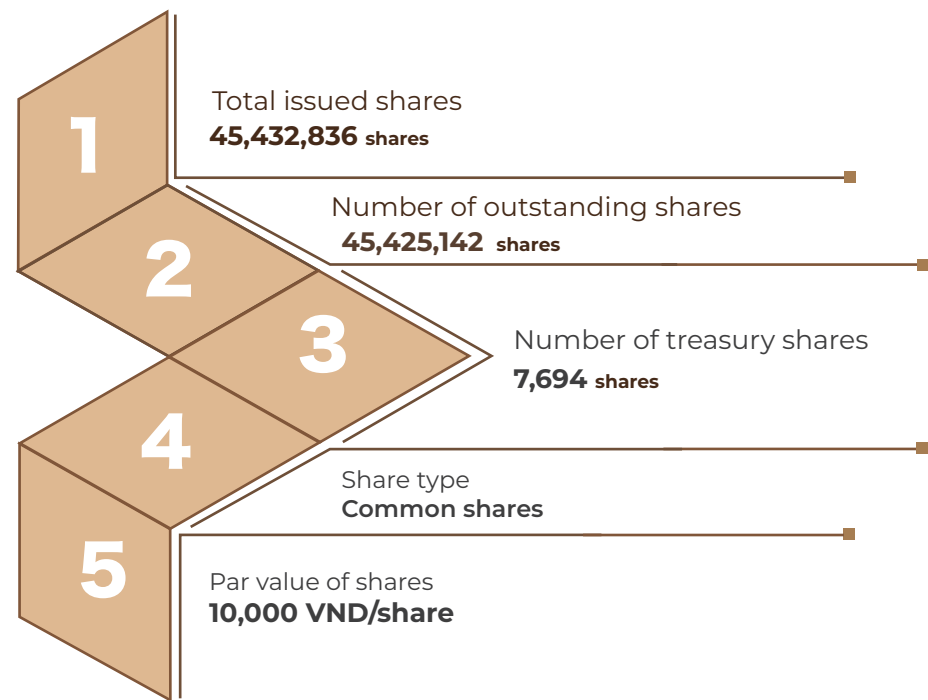 1
Total issued shares
45,432,836 shares
2
Number of outstanding shares
45,425,142 shares
3
Number of treasury shares
7,694 shares
4
Share type
Common shares
5
Par value of shares
10,000 VND/share